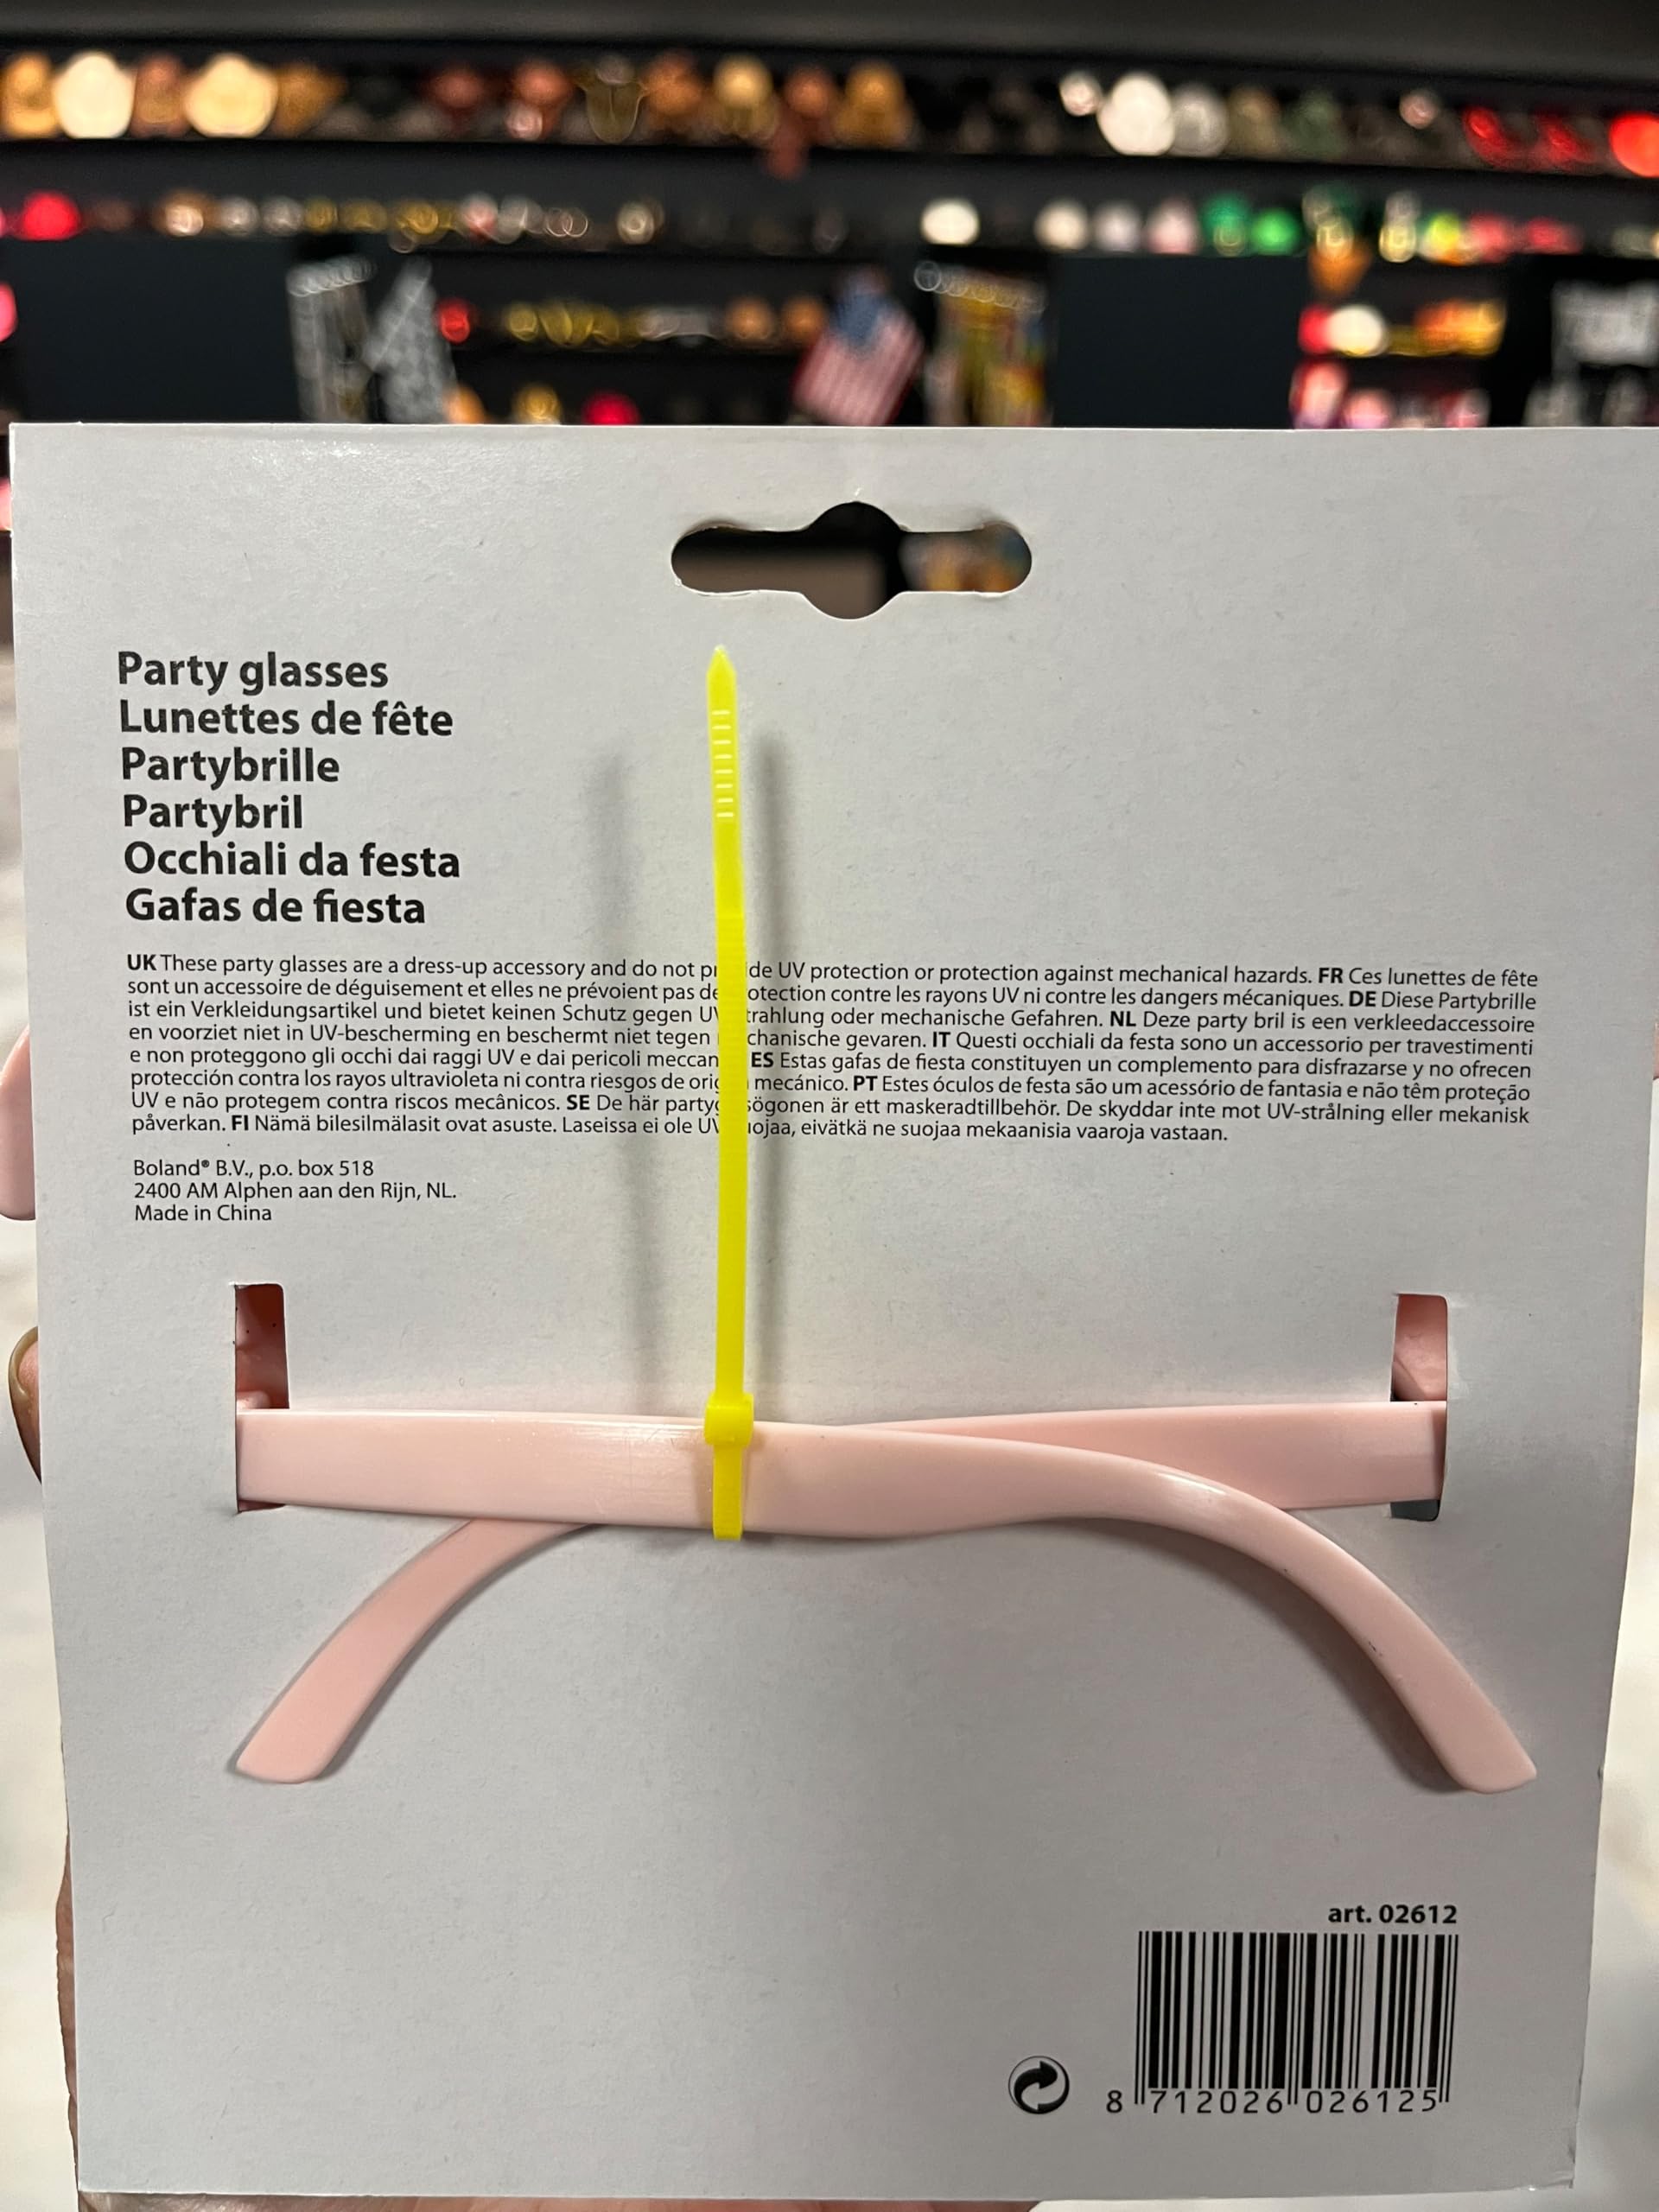 Party glasses
Lunettes de fête
Partybrille
Partybril
Occhiali da festa
Gafas de fiesta
UK These party glasses are a dress-up accessory and do not pr de UV protection or protection against mechanical hazards. FR Ces lunettes de fête
sont un accessoire de déguisement et elles ne prévoient pas de otection contre les rayons UV ni contre les dangers mécaniques. DE Diese Partybrille
ist ein Verkleidungsartikel und bietet keinen Schutz gegen UV trahlung oder mechanische Gefahren. NL Deze party bril is een verkleedaccessoire
en voorziet niet in UV-bescherming en beschermt niet tegen chanische gevaren. IT Questi occhiali da festa sono un accessorio per travestimenti
e non proteggono gli occhi dai raggi UV e dai pericoli meccan ES Estas gafas de fiesta constituyen un complemento para disfrazarse y no ofrecen
protección contra los rayos ultravioleta ni contra riesgos de orig mecánico. PT Estes óculos de festa são um acessório de fantasia e não têm proteção
UV e não protegem contra riscos mecânicos. SE De här partyg sögonen är ett maskeradtillbehör. De skyddar inte mot UV-strålning eller mekanisk
påverkan. FI Nämä bilesilmälasit ovat asuste. Laseissa ei ole UV uojaa, eivätkä ne suojaa mekaanisia vaaroja vastaan.
Boland® B.V., p.o. box 518
2400 AM Alphen aan den Rijn, NL.
Made in China
art. 02612
8 712026 026125